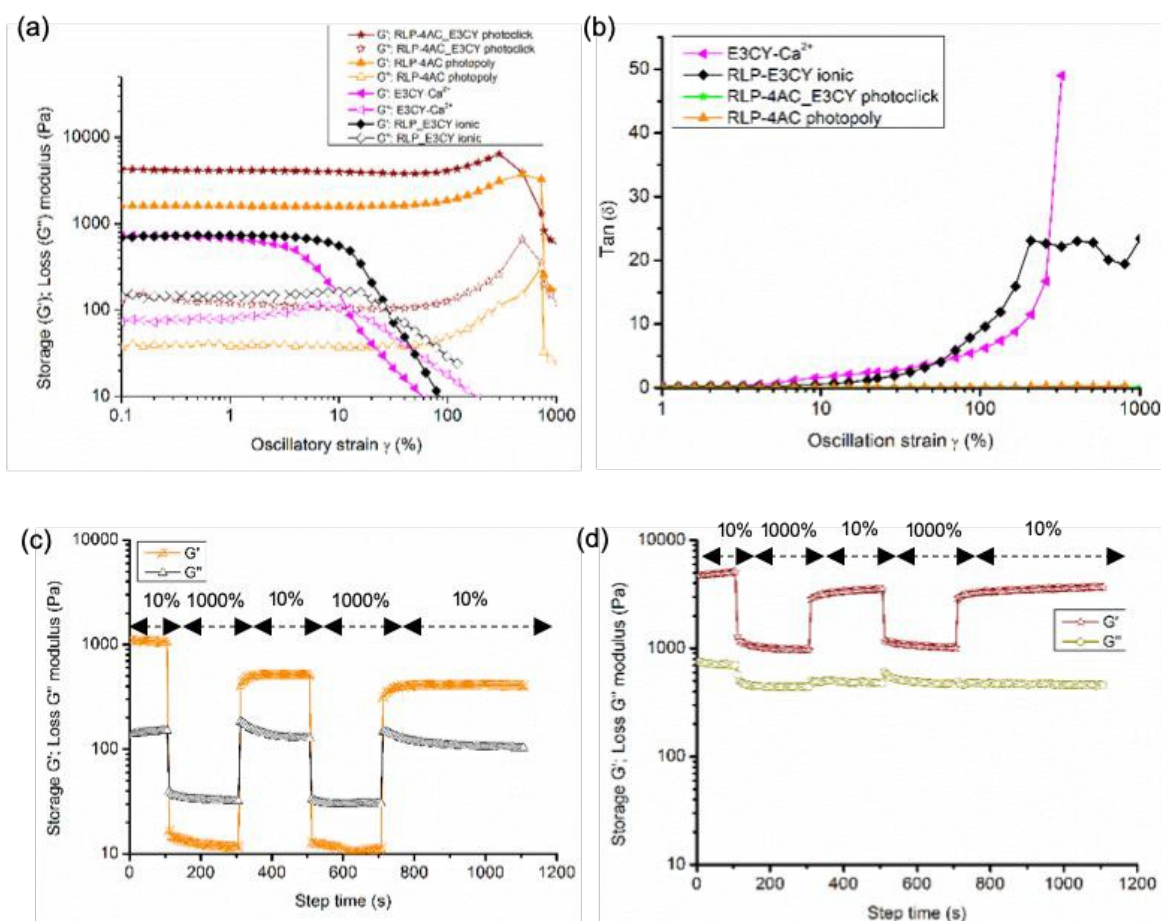 (a)
G': RLP-4AC_E3CY photoclick
G'': RLP-4AC_E3CY photoclick
G': RLP-4AC photopoly
G'': RLP-4AC photopoly
G': E3CY-Ca²⁺
G'': E3CY-Ca²⁺
G': RLP_E3CY ionic
G'': RLP_E3CY ionic
Storage (G'); Loss (G'') modulus (Pa)
10000
1000
100
10
0.1 1 10 100 1000
Oscillatory strain γ (%)
(b)
E3CY-Ca²⁺
RLP-E3CY ionic
RLP-4AC_E3CY photoclick
RLP-4AC photopoly
Tan (δ)
50
40
30
20
10
0
1 10 100 1000
Oscillation strain γ (%)
(c)
G'
G''
10% 1000% 10% 1000% 10%
Storage G'; Loss G'' modulus (Pa)
10000
1000
100
10
0 200 400 600 800 1000 1200
Step time (s)
(d)
10% 1000% 10% 1000% 10%
G'
G''
Storage G'; Loss G'' modulus (Pa)
10000
1000
100
10
0 200 400 600 800 1000 1200
Step time (s)